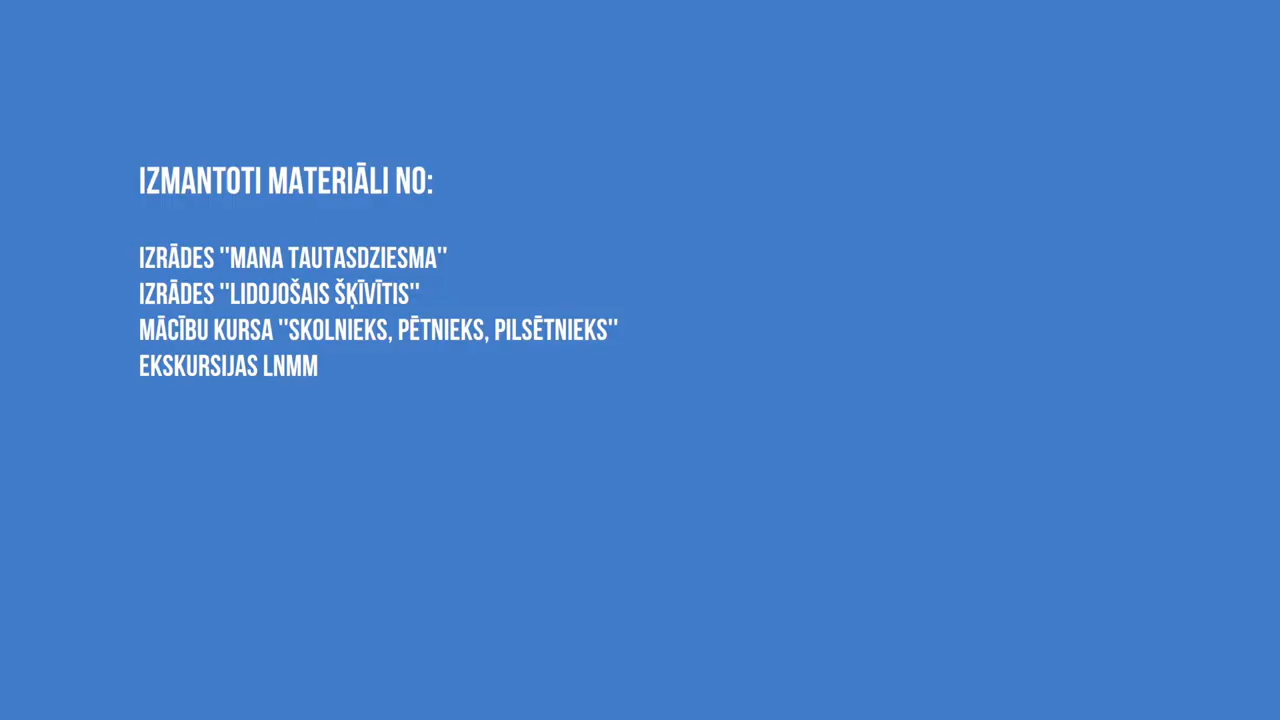 IZMANTOTI MATERIĀLI NO:
IZRĀDES "MANA TAUTASDZIESMA"
IZRĀDES "LIDOJOŠAIS ŠĶĪVĪTIS"
MĀCĪBU KURSA "SKOLNIEKS, PĒTNIEKS, PILSĒTNIEKS"
EKSKURSIJAS LNMM